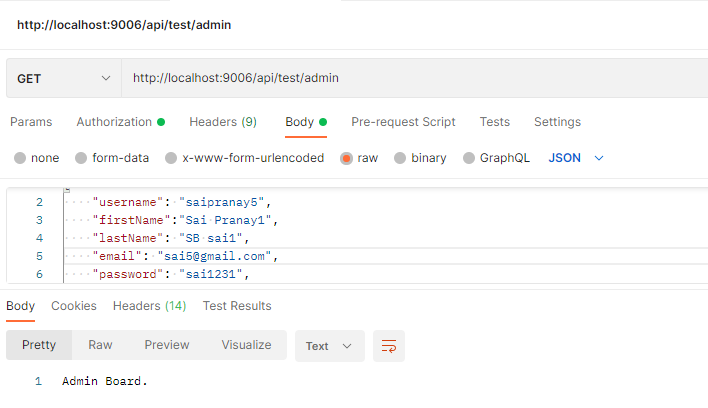 http://localhost:9006/api/test/admin
GET http://localhost:9006/api/test/admin
Params Authorization Headers (9) Body Pre-request Script Tests Settings
none form-data x-www-form-urlencoded raw binary GraphQL JSON
2 "username": "saipranay5",
3 "firstName":"Sai Pranay1",
4 "lastName": "SB sai1",
5 "email": "sai5@gmail.com",
6 "password": "sai1231",
Body Cookies Headers (14) Test Results
Pretty Raw Preview Visualize Text
1 Admin Board.